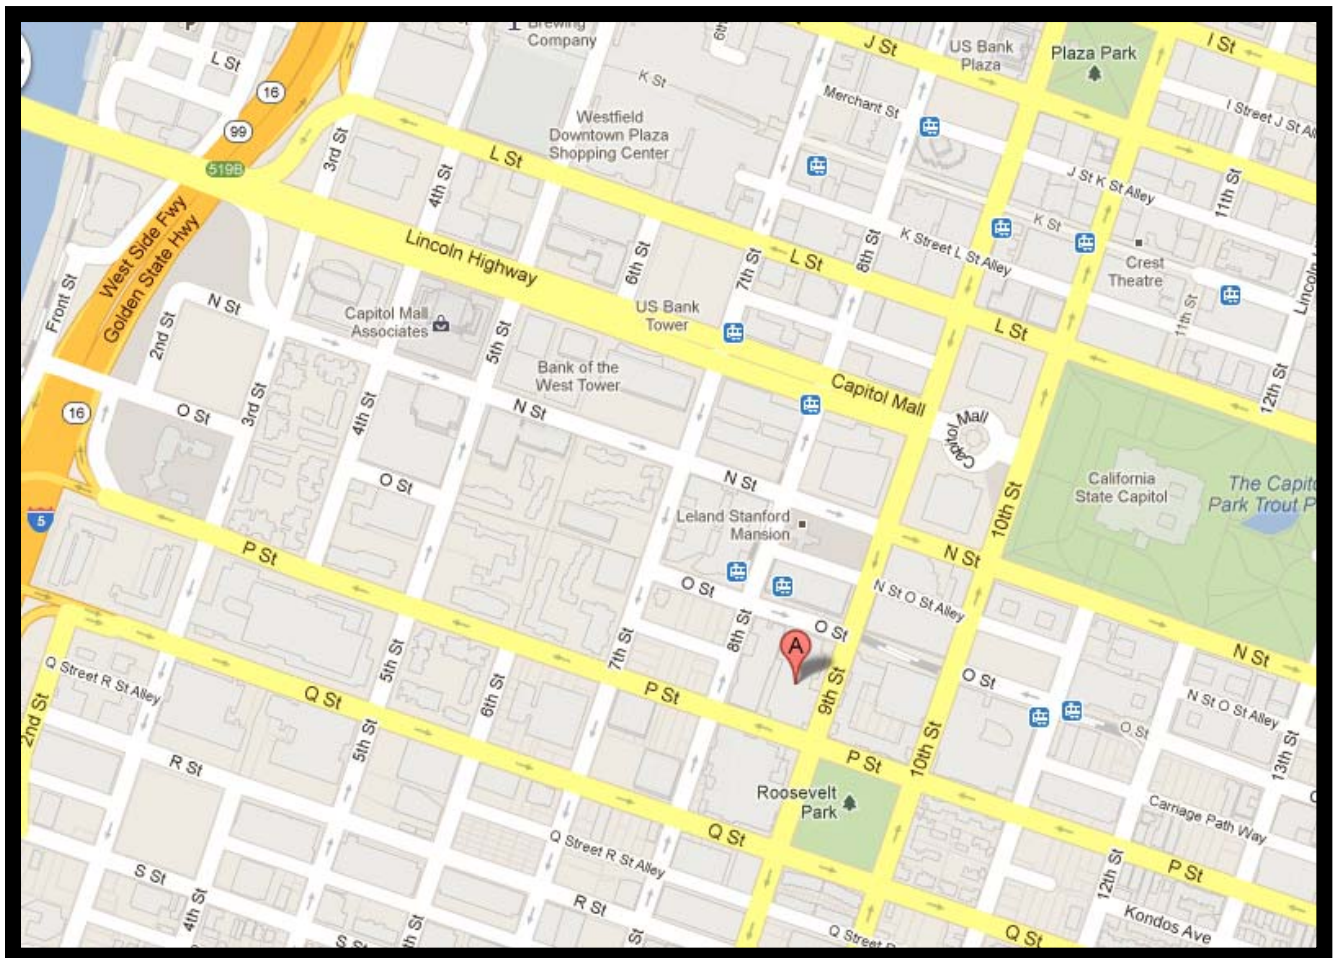 Brewing
Company
6th
J St
US Bank
Plaza
Plaza Park
I St
L St
16
K St
Merchant St
99
3rd St
Westfield
Downtown Plaza
Shopping Center
L St
519B
4th St
J St K St Alley
11th St
K St
West Side Fwy
Golden State Hwy
Lincoln Highway
6th St
7th St
L St
8th St
K Street L St Alley
Crest
Theatre
Front St
2nd St
N St
Capitol Mall
Associates
5th St
US Bank
Tower
L St
11th St
Bank of the
West Tower
Capitol Mall
12th St
16
O St
3rd St
4th St
N St
Capitol Mall
O St
N St
California
State Capitol
The Capit
Park Trout P
5
Leland Stanford
Mansion
10th St
P St
N St
O St
N St O St Alley
8th St
O St
A
N St
Q Street R St Alley
5th St
7th St
Q St
6th St
P St
9th St
O St
N St O St Alley
2nd St
5th St
10th St
O St
13th St
R St
P St
Roosevelt
Park
Carriage Path Way
Q St
Q Street R St Alley
12th St
P St
S St
4th St
R St
Kondos Ave
Q St